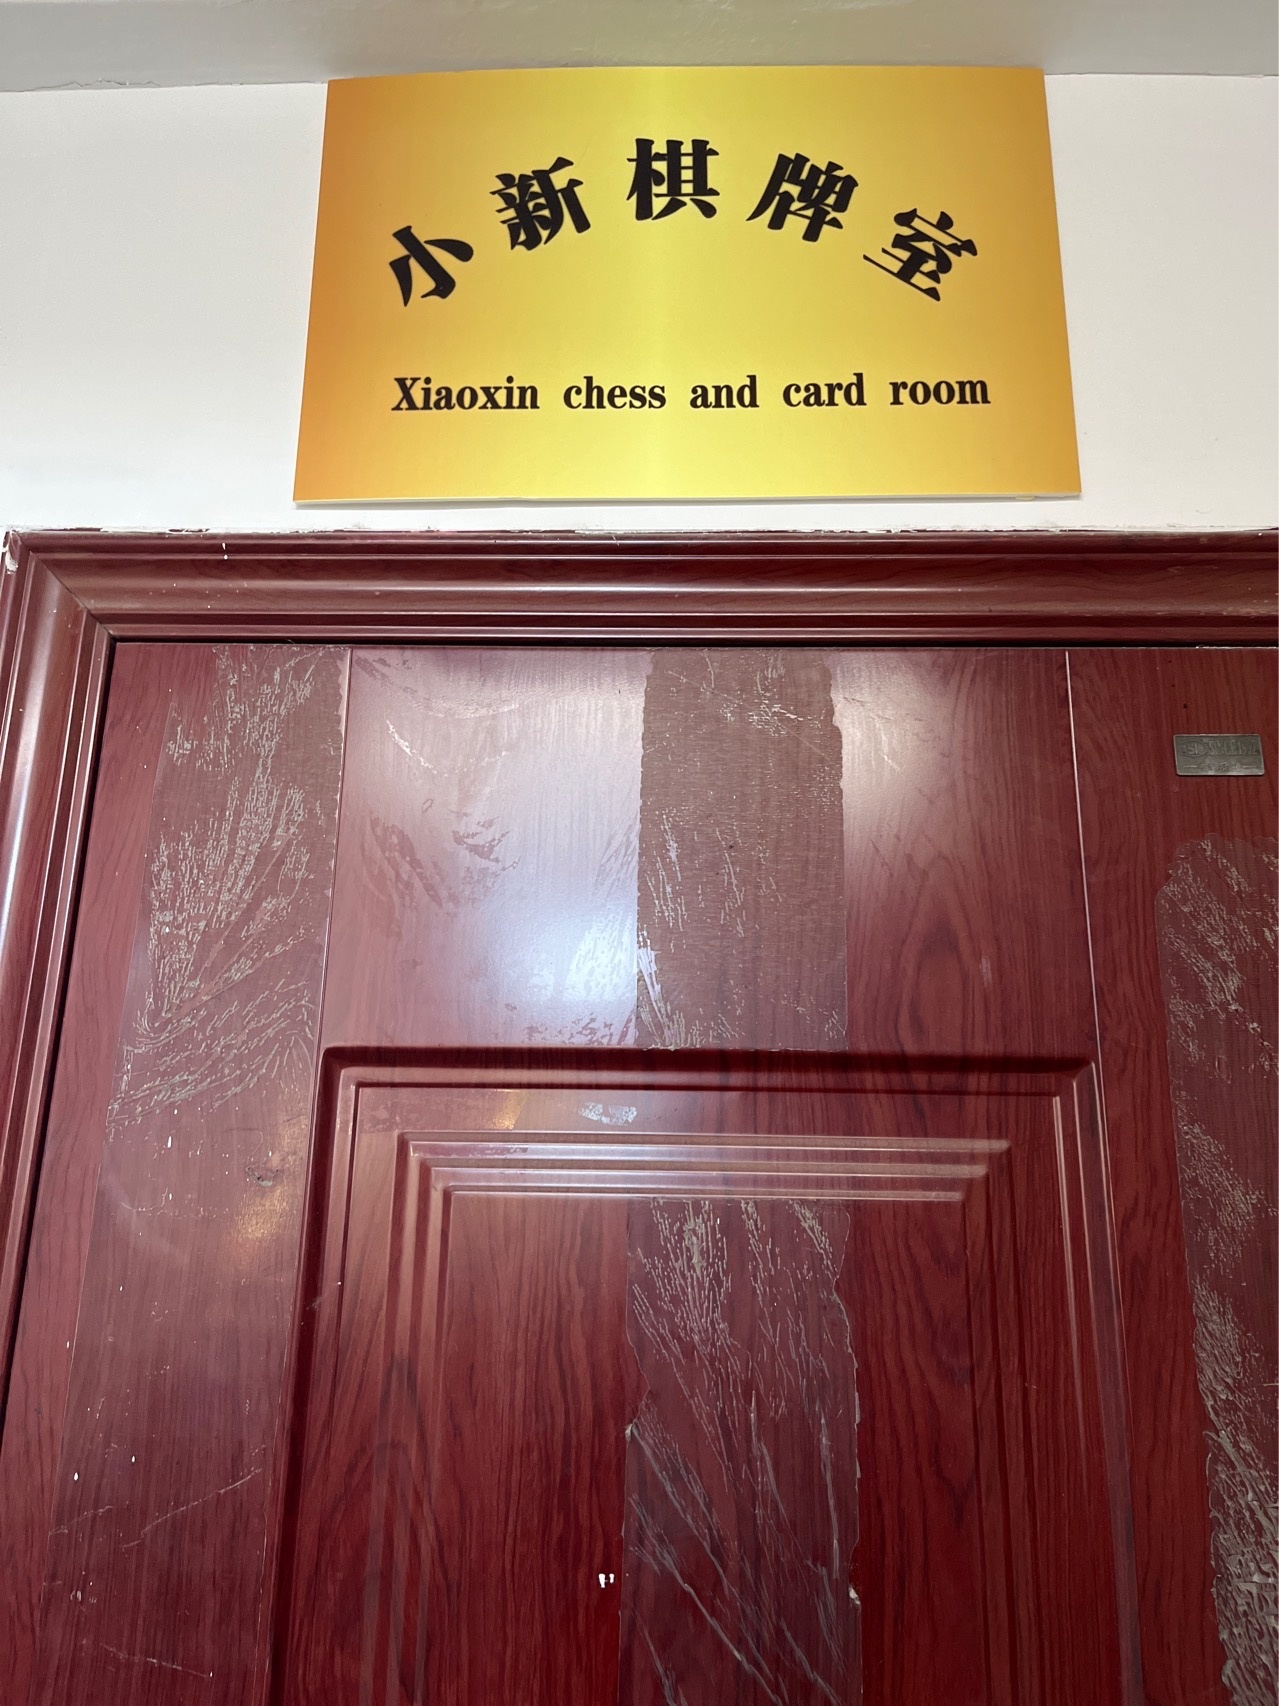 小新棋牌室
Xiaoxin chess and card room